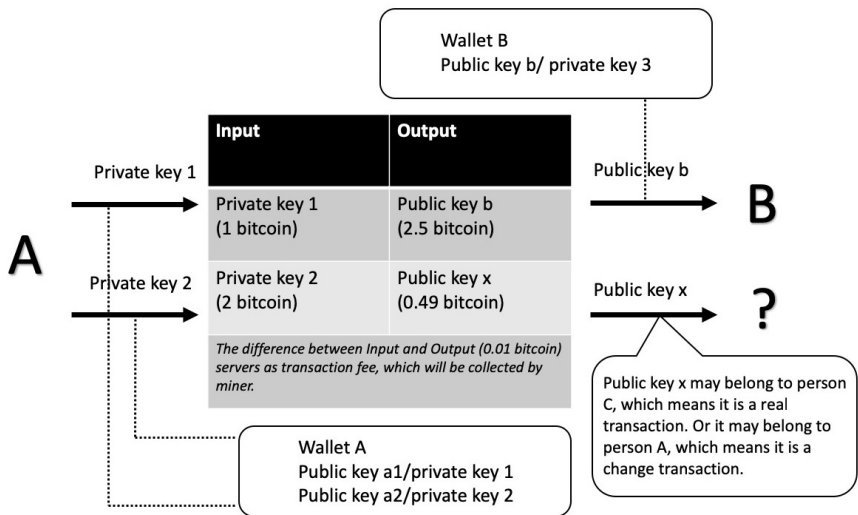 Wallet B
Public key b/ private key 3
Input
Output
Private key 1
Public key b
Private key 1
(1 bitcoin)
Public key b
(2.5 bitcoin)
A
B
Private key 2
Public key x
Private key 2
(2 bitcoin)
Public key x
(0.49 bitcoin)
?
The difference between Input and Output (0.01 bitcoin)
servers as transaction fee, which will be collected by
miner.
Public key x may belong to person
C, which means it is a real
transaction. Or it may belong to
person A, which means it is a
change transaction.
Wallet A
Public key a1/private key 1
Public key a2/private key 2